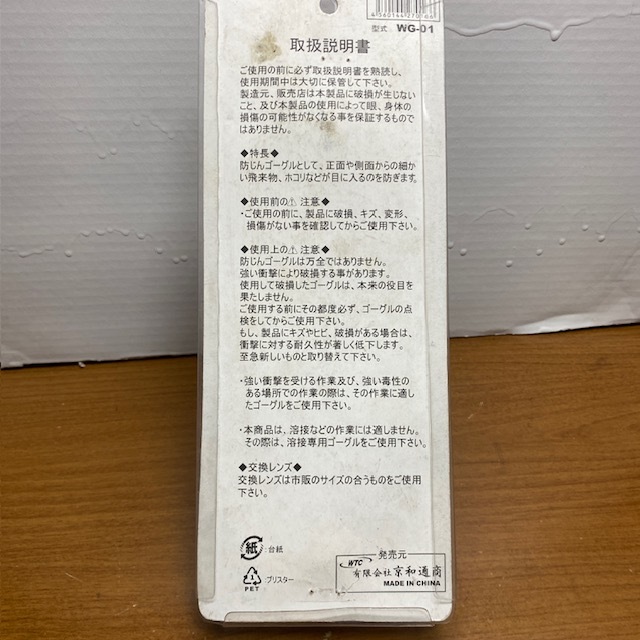 型式 WG-01
取扱説明書
ご使用の前に必ず取扱説明書を熟読し、
使用期間中は大切に保管して下さい。
製造元、販売店は本製品に破損が生じない
こと、及び本製品の使用によって眼、身体の
損傷の可能性がなくなる事を保証するもので
はありません。
◆特長◆
防じんゴーグルとして、正面や側面からの細か
い飛来物、ホコリなどが目に入るのを防ぎます。
◆使用前の⚠注意◆
・ご使用の前に、製品に破損、キズ、変形、
損傷がない事を確認してからご使用下さい。
◆使用上の⚠注意◆
防じんゴーグルは万全ではありません。
強い衝撃により破損する事があります。
使用して破損したゴーグルは、本来の役目を
果たしません。
ご使用する前にその都度必ず、ゴーグルの点
検をしてからご使用下さい。
もし、製品にキズやヒビ、破損がある場合は、
衝撃に対する耐久性が著しく低下します。
至急新しいものと取り替えて下さい。
・強い衝撃を受ける作業及び、強い毒性の
ある場所での作業の際は、その作業に適し
たゴーグルをご使用下さい。
・本商品は、溶接などの作業には適しません。
その際は、溶接専用ゴーグルをご使用下さい。
◆交換レンズ◆
交換レンズは市販のサイズの合うものをご使用
下さい。
紙 :台紙
1 PET :ブリスター
発売元
WTC 有限会社京和通商
MADE IN CHINA